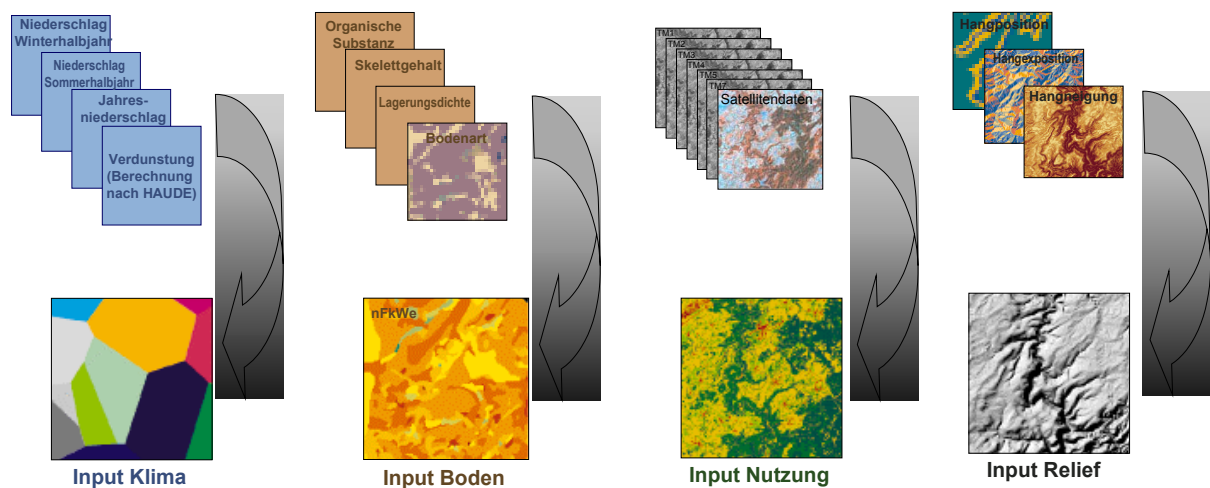 Niederschlag
Winterhalbjahr
Niederschlag
Sommerhalbjahr
Jahres-
niederschlag
Verdunstung
(Berechnung
nach HAUDE)
Input Klima
Organische
Substanz
Skelettgehalt
Lagerungsdichte
Bodenart
nFkWe
Input Boden
TM1
TM2
TM3
TM4
TM5
TM7
Satellitendaten
Input Nutzung
Hangposition
Hangexposition
Hangneigung
Input Relief